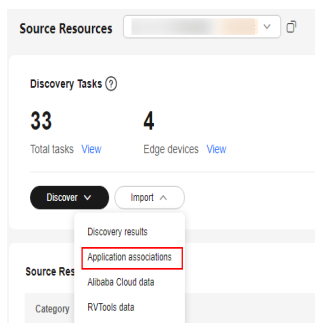 Source Resources
Discovery Tasks ?
33 4
Total tasks View Edge devices View
Discover Import
Discovery results
Application associations
Source Res
Alibaba Cloud data
Category RVTools data